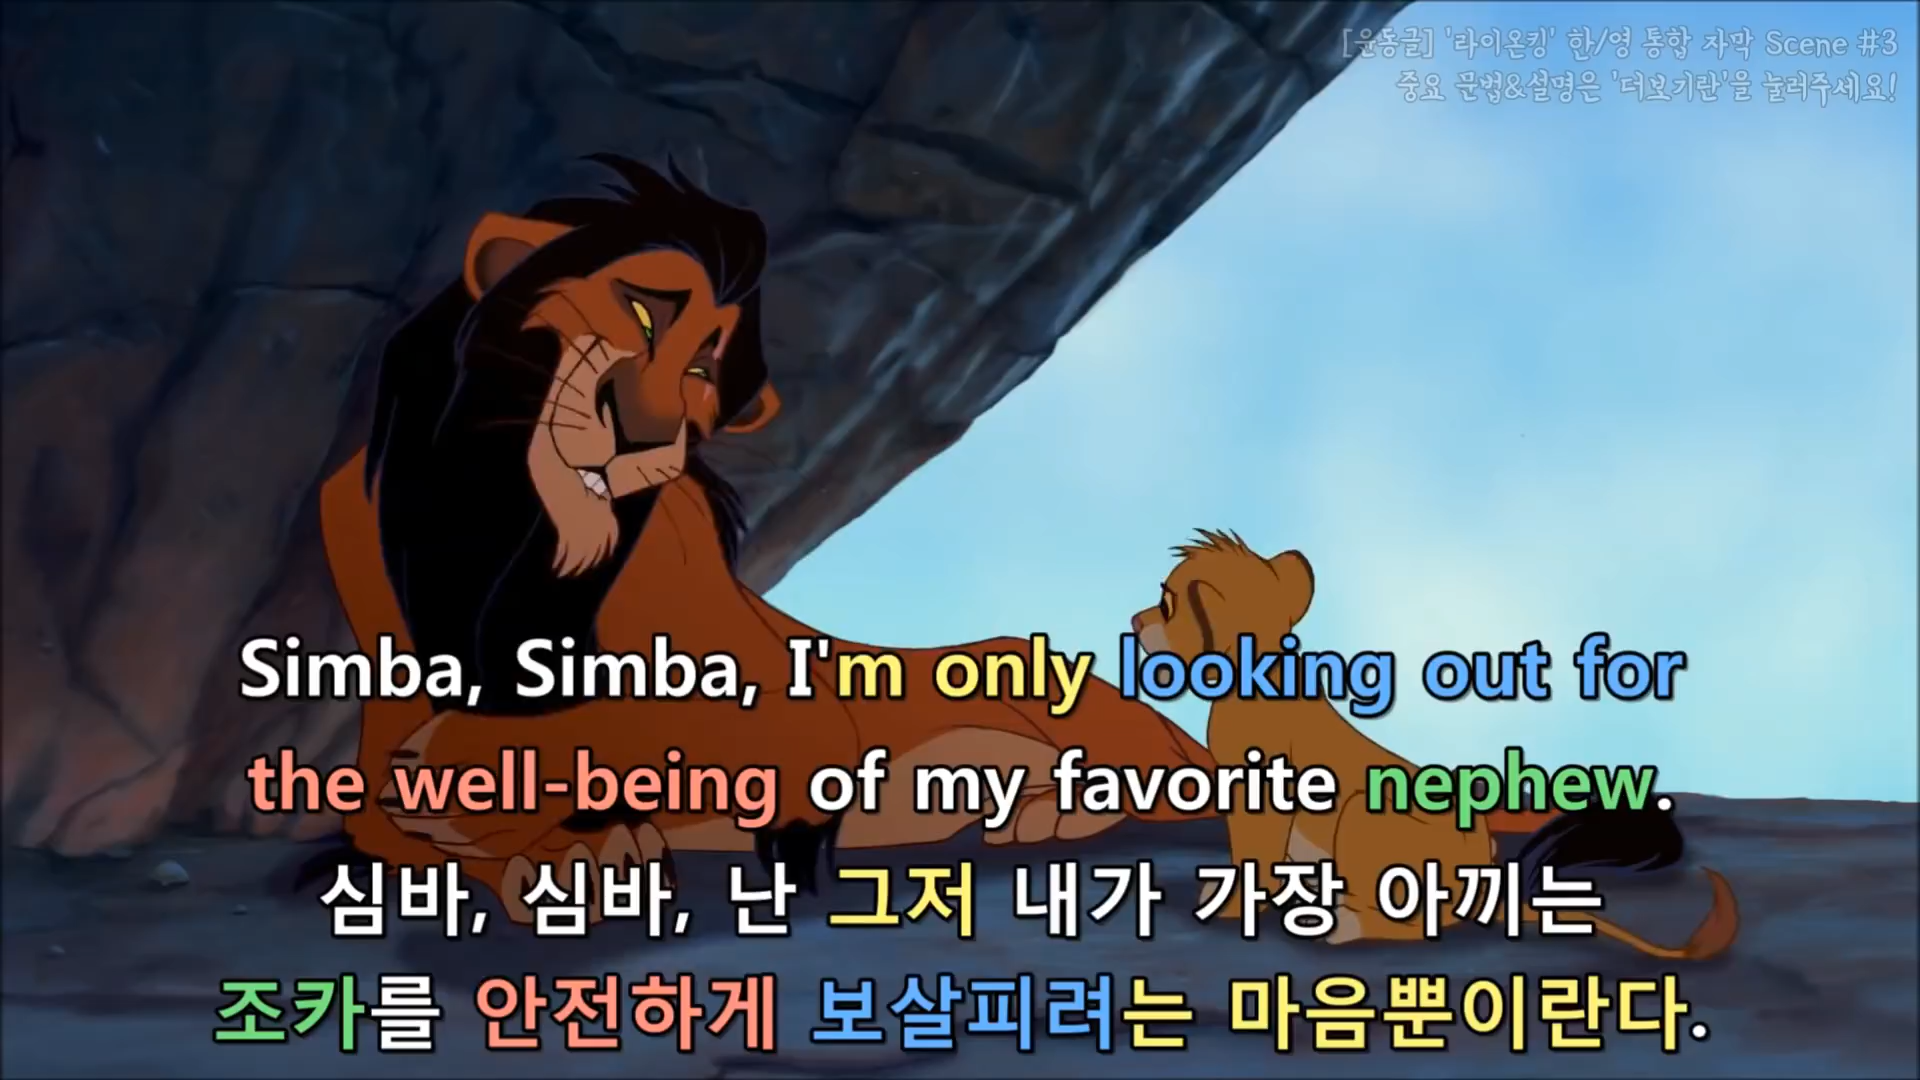 [운동글] '라이온킹' 한/영 통합 자막 Scene #3
중요 문법&설명은 '더보기란'을 눌러주세요!
Simba, Simba, I'm only looking out for
the well-being of my favorite nephew.
심바, 심바, 난 그저 내가 가장 아끼는
조카를 안전하게 보살피려는 마음뿐이란다.